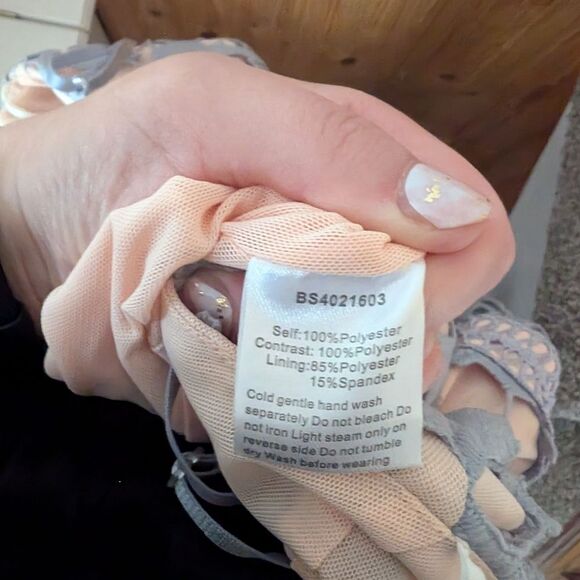 BS4021603
Self:100%Polyester
Contrast: 100%Polyester
Lining:85%Polyester
15%Spandex
Cold gentle hand wash
separately Do not bleach Do
not iron Light steam only on
reverse side Do not tumble
dry Wash before wearing